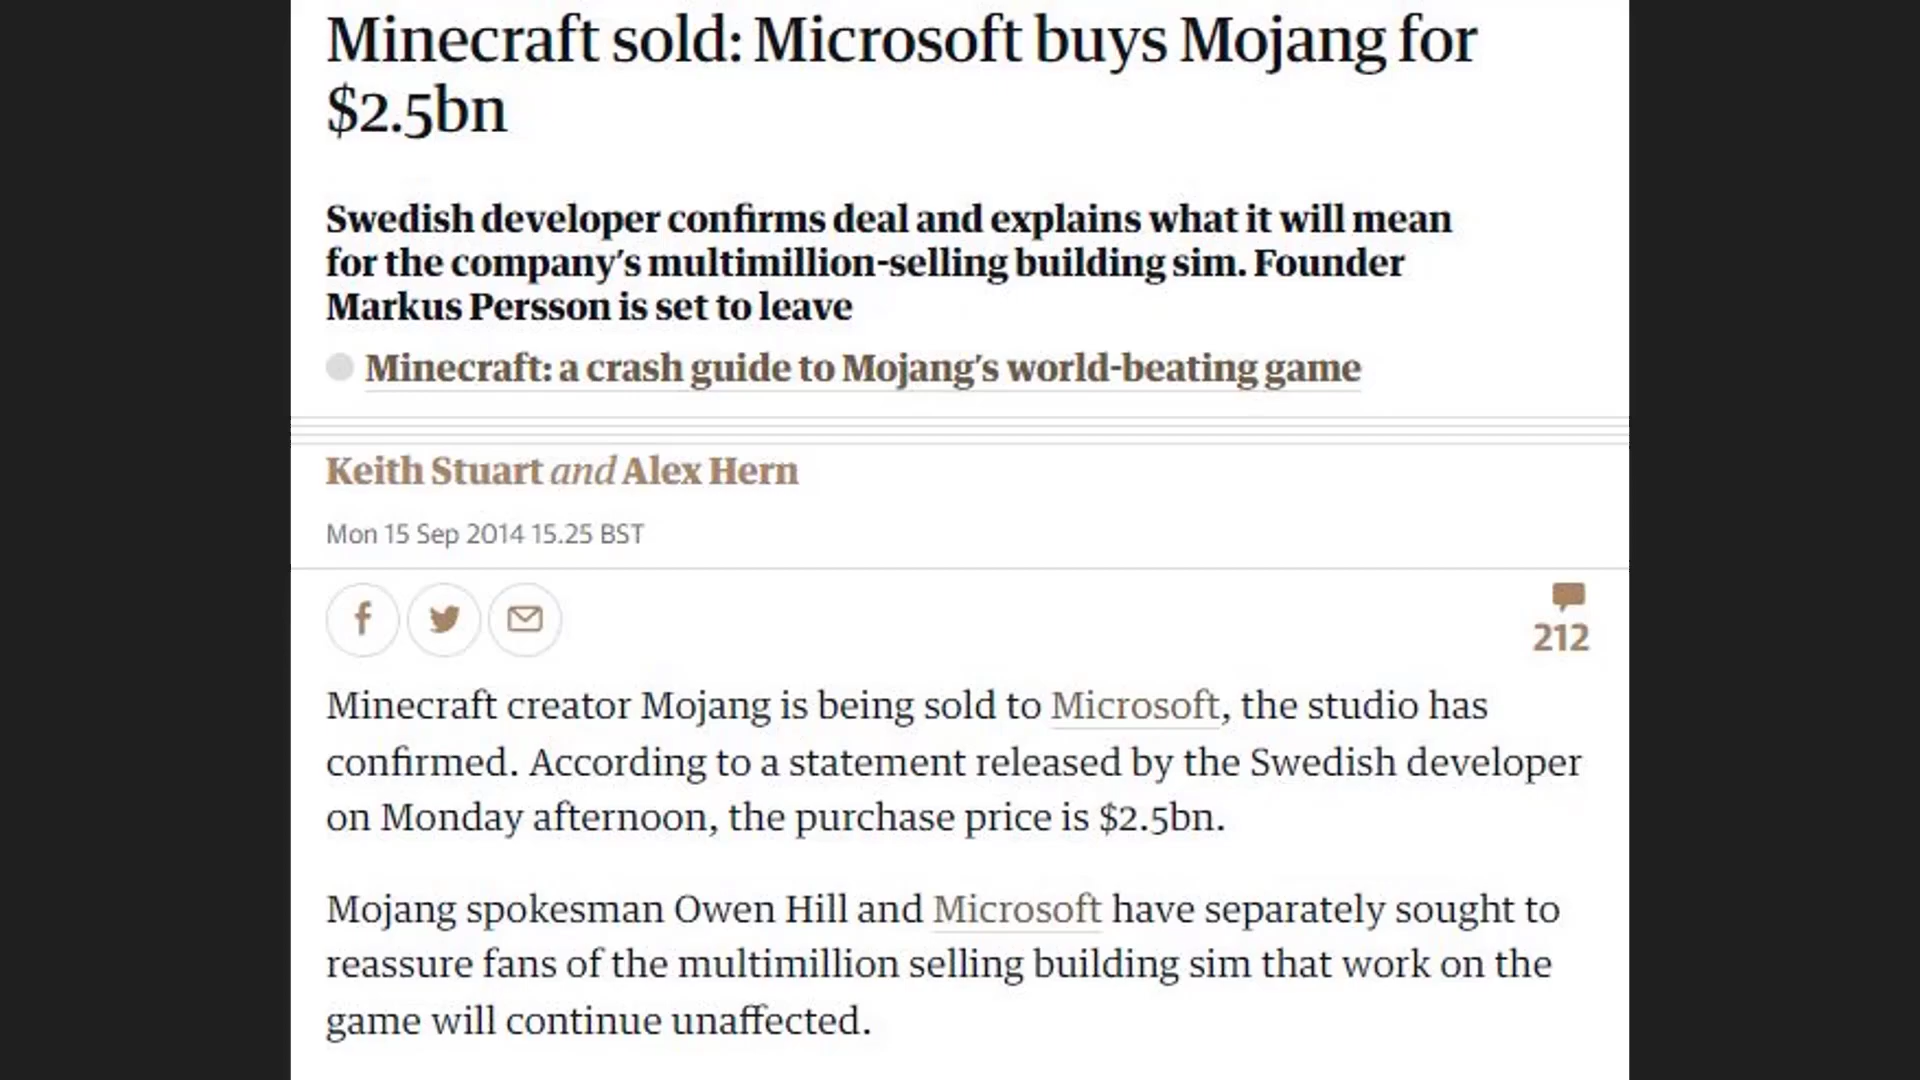 Minecraft sold: Microsoft buys Mojang for
$2.5bn
Swedish developer confirms deal and explains what it will mean
for the company’s multimillion-selling building sim. Founder
Markus Persson is set to leave
Minecraft: a crash guide to Mojang’s world-beating game
Keith Stuart and Alex Hern
Mon 15 Sep 2014 15.25 BST
212
Minecraft creator Mojang is being sold to Microsoft, the studio has
confirmed. According to a statement released by the Swedish developer
on Monday afternoon, the purchase price is $2.5bn.
Mojang spokesman Owen Hill and Microsoft have separately sought to
reassure fans of the multimillion selling building sim that work on the
game will continue unaffected.